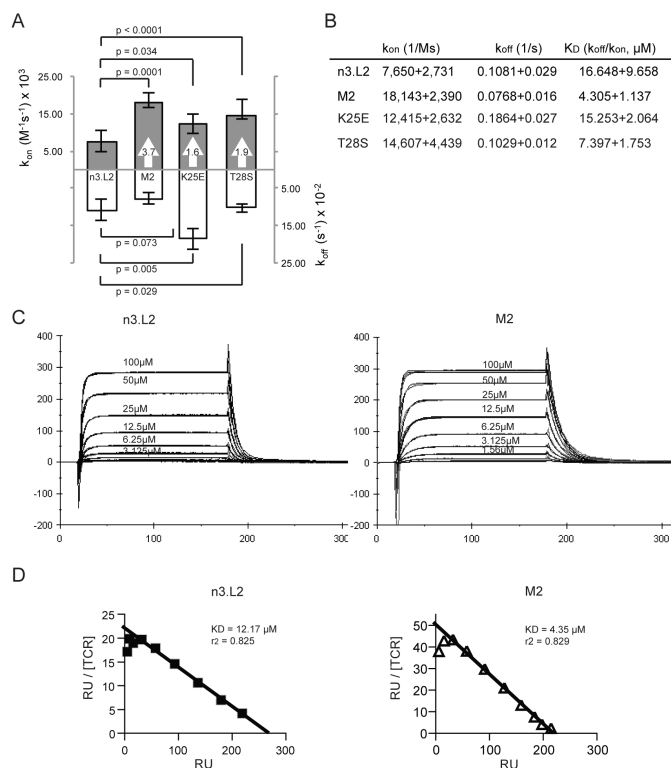 A
p < 0.0001
p = 0.034
p = 0.0001
kon (M-1s-1) x 10³
25.00
15.00
5.00
3.7
1.6
1.9
n3.L2
M2
K25E
T28S
5.00
15.00
25.00
koff (s-1) x 10-2
p = 0.073
p = 0.005
p = 0.029
B
kon (1/Ms) koff (1/s) KD (koff/kon, µM)
n3.L2 7,650+2,731 0.1081+0.029 16.648+9.658
M2 18,143+2,390 0.0768+0.016 4.305+1.137
K25E 12,415+2,632 0.1864+0.027 15.253+2.064
T28S 14,607+4,439 0.1029+0.012 7.397+1.753
C
n3.L2
400
300
200
100
0
-100
-200
100µM
50µM
25µM
12.5µM
6.25µM
3.125µM
0 100 200 300
M2
400
300
200
100
0
-100
-200
100µM
50µM
25µM
12.5µM
6.25µM
3.125µM
1.56µM
0 100 200 300
D
n3.L2
RU / [TCR]
25
20
15
10
5
0
KD = 12.17 µM
r2 = 0.825
0 100 200 300
RU
M2
RU / [TCR]
50
40
30
20
10
0
KD = 4.35 µM
r2 = 0.829
0 100 200 300
RU